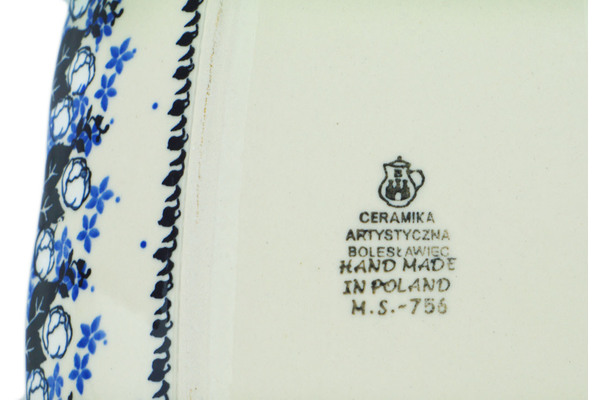 CERAMIKA
ARTYSTYCZNA
BOLESŁAWIEC
HAND MADE
IN POLAND
M.S.-756